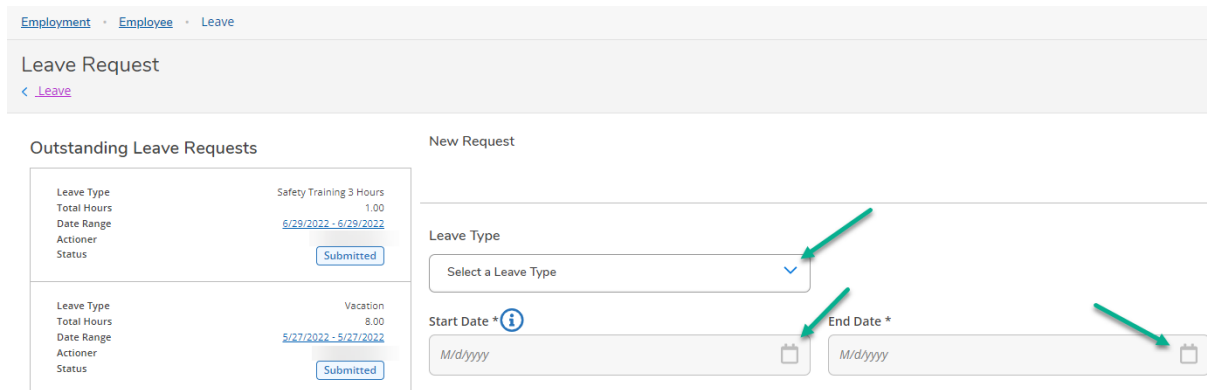 Employment • Employee • Leave
Leave Request
< Leave
Outstanding Leave Requests
Leave Type Safety Training 3 Hours
Total Hours 1.00
Date Range 6/29/2022 - 6/29/2022
Actioner
Status Submitted
Leave Type Vacation
Total Hours 8.00
Date Range 5/27/2022 - 5/27/2022
Actioner
Status Submitted
New Request
Leave Type
Select a Leave Type
Start Date * i End Date *
M/d/yyyy M/d/yyyy